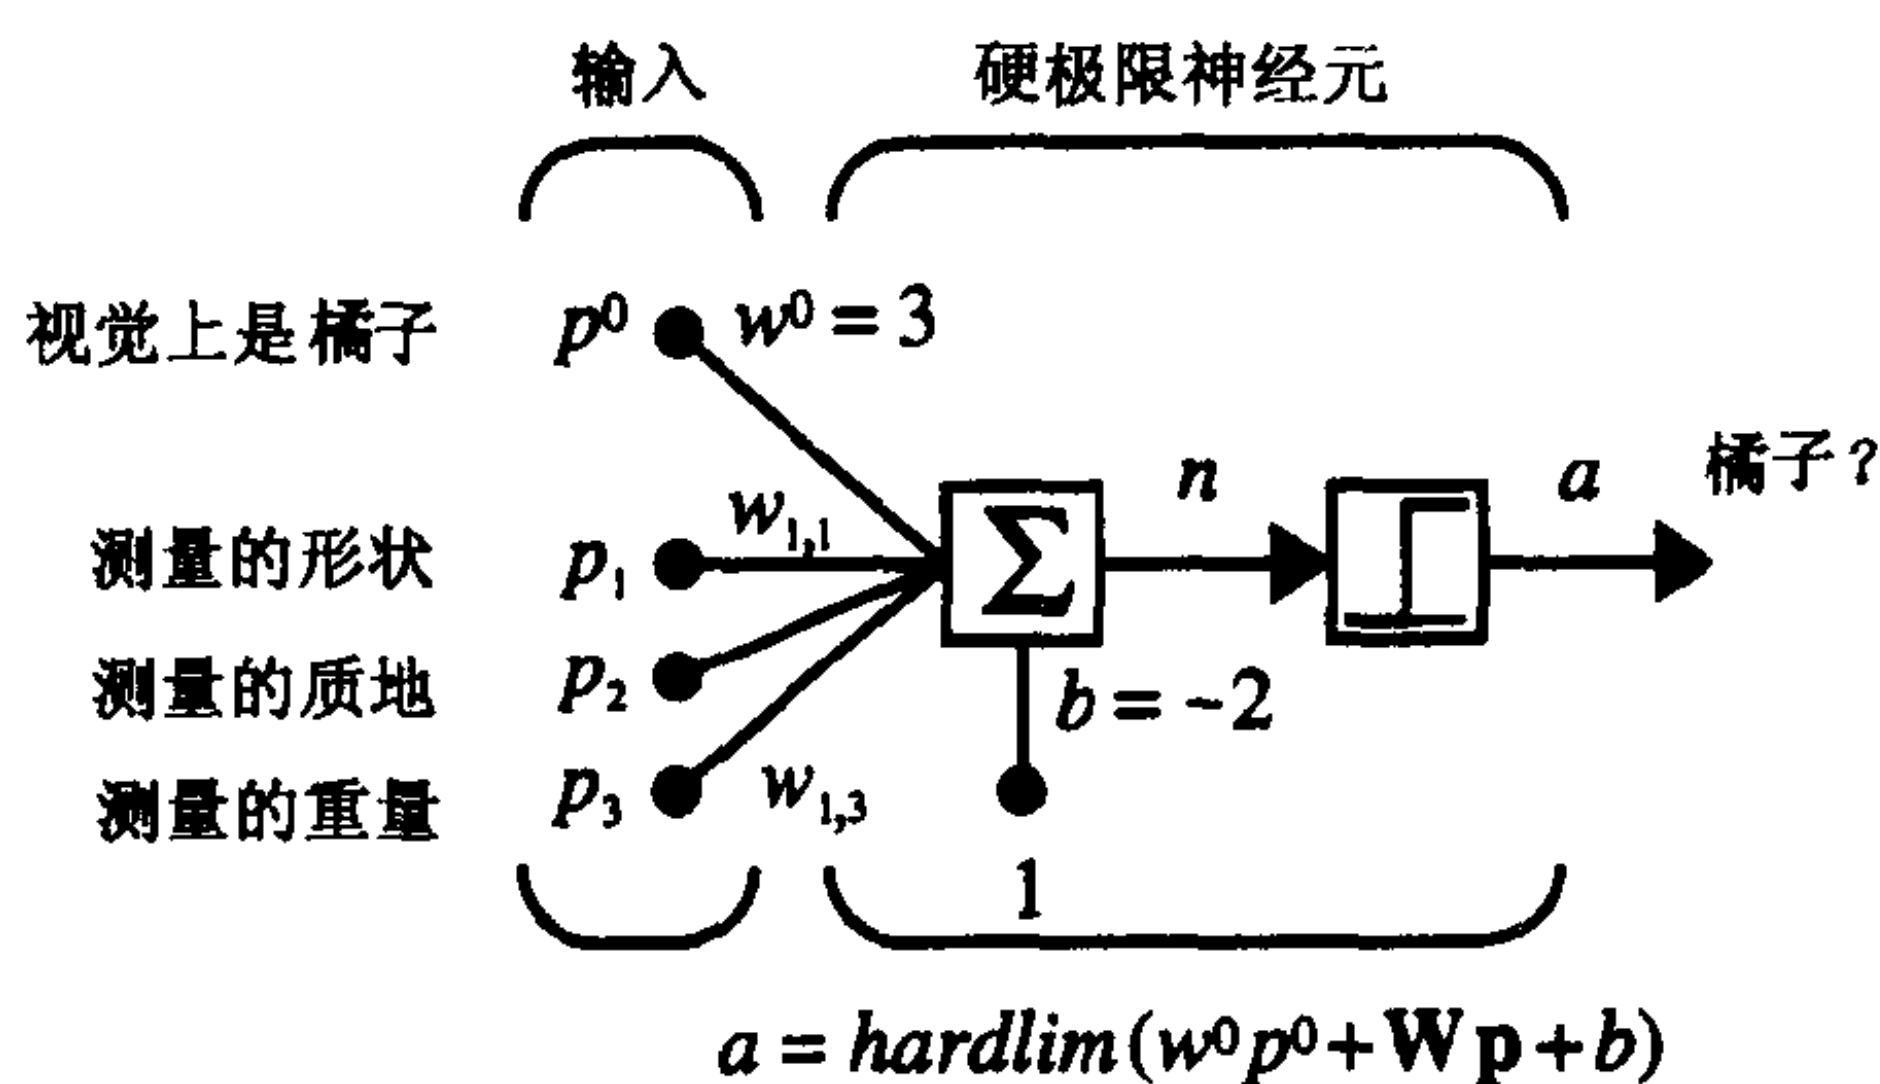 输入 硬极限神经元
视觉上是橘子 p⁰ w⁰ = 3
橘子？
n a
测量的形状 p₁ w₁,₁ Σ
测量的质地 p₂ b = -2
测量的重量 p₃ w₁,₃
1
a = hardlim(w⁰p⁰ + Wp + b)